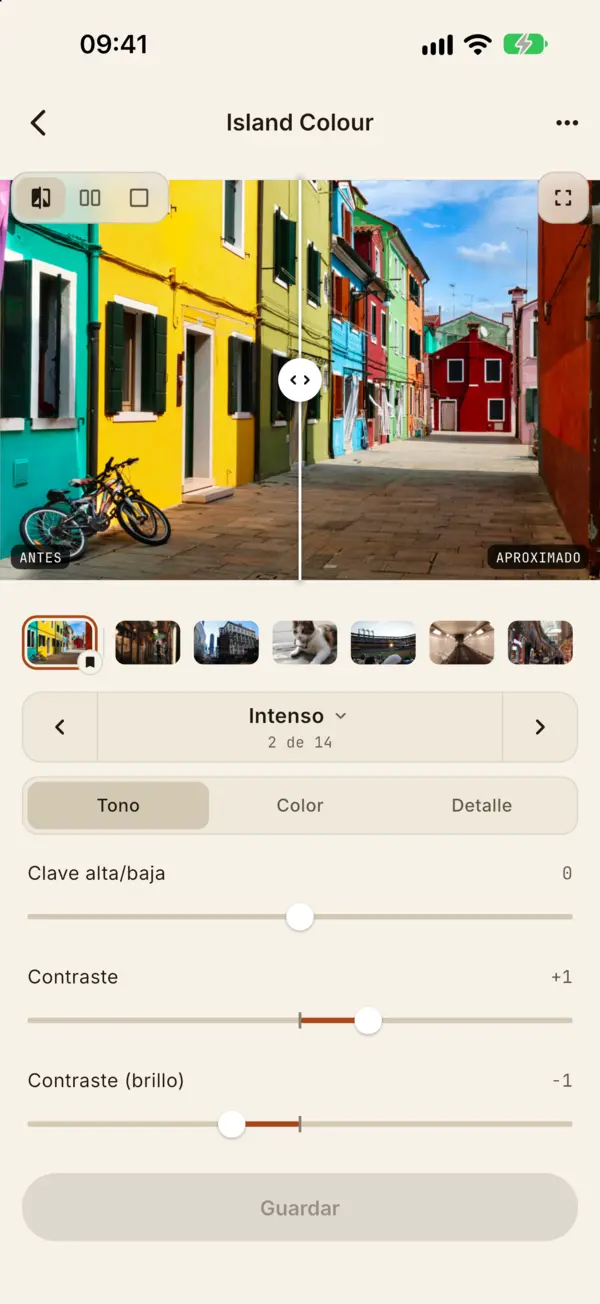 09:41
Island Colour
ANTES
APROXIMADO
Intenso
2 de 14
Tono
Color
Detalle
Clave alta/baja
0
Contraste
+1
Contraste (brillo)
-1
Guardar